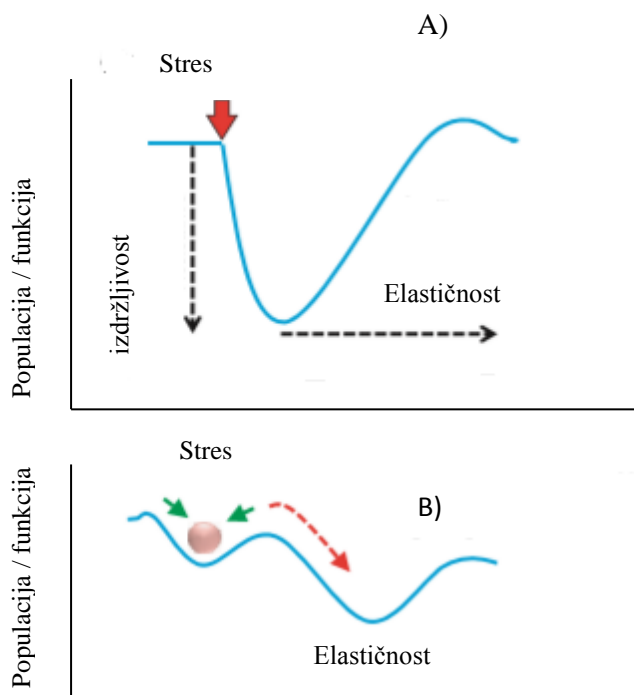 A)
Stres
Populacija / funkcija
izdržljivost
Elastičnost
Stres
Populacija / funkcija
B)
Elastičnost